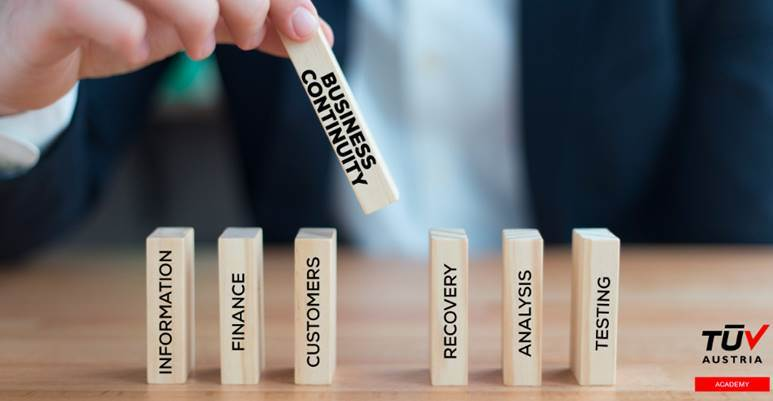 BUSINESS
CONTINUITY
INFORMATION
FINANCE
CUSTOMERS
RECOVERY
ANALYSIS
TESTING
TÜV
AUSTRIA
ACADEMY